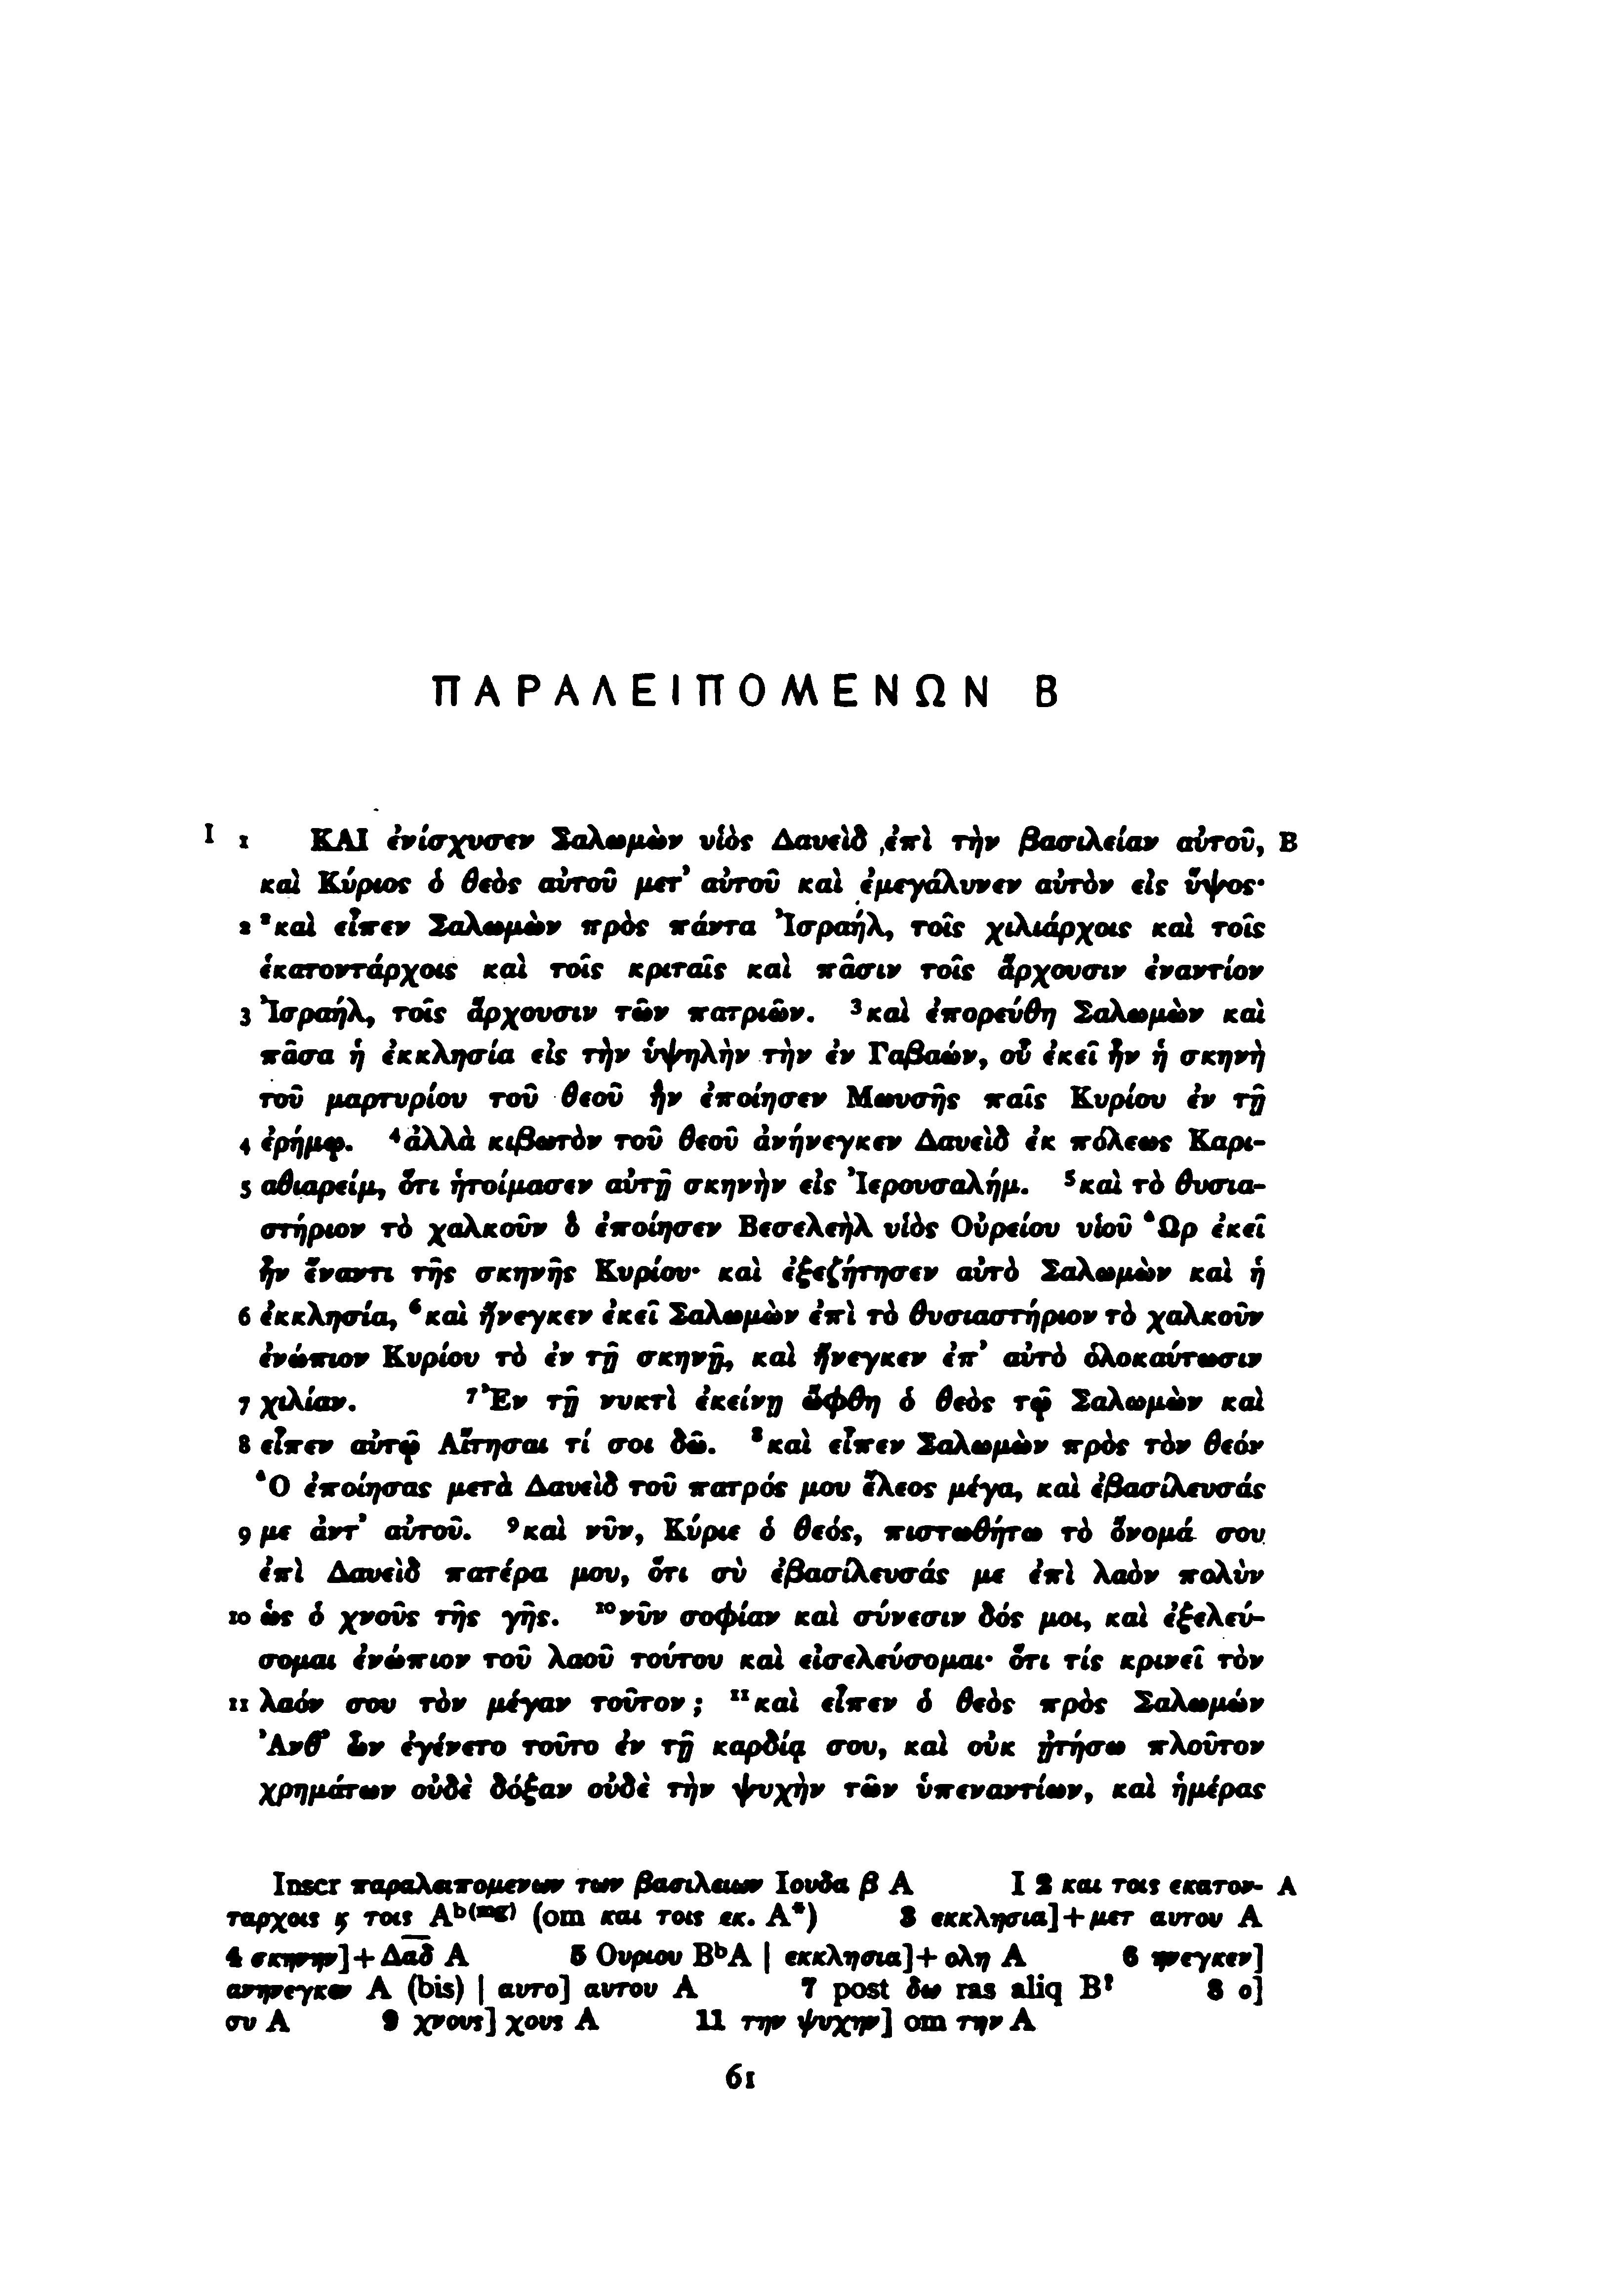 ΠΑΡΑΛΕΙΠΟΜΕΝΩΝ Β
I 1 ΚΑΙ ἐνίσχυσεν Σαλωμὼν υἱὸς Δαυεὶδ ἐπὶ τὴν βασιλείαν αὐτοῦ, B
καὶ Κύριος ὁ θεὸς αὐτοῦ μετ᾽ αὐτοῦ καὶ ἐμεγάλυνεν αὐτὸν εἰς ὕψος·
2 ²καὶ εἶπεν Σαλωμὼν πρὸς πάντα Ἰσραήλ, τοῖς χιλιάρχοις καὶ τοῖς
ἑκατοντάρχοις καὶ τοῖς κριταῖς καὶ πᾶσιν τοῖς ἄρχουσιν ἐναντίον
3 Ἰσραήλ, τοῖς ἄρχουσιν τῶν πατριῶν. ³καὶ ἐπορεύθη Σαλωμὼν καὶ
πᾶσα ἡ ἐκκλησία εἰς τὴν ὑψηλὴν τὴν ἐν Γαβαών, οὗ ἐκεῖ ἦν ἡ σκηνὴ
τοῦ μαρτυρίου τοῦ θεοῦ ἣν ἐποίησεν Μωυσῆς παῖς Κυρίου ἐν τῇ
4 ἐρήμῳ. ⁴ἀλλὰ κιβωτὸν τοῦ θεοῦ ἀνήνεγκεν Δαυεὶδ ἐκ πόλεως Καρι-
5 αθιαρείμ, ὅτι ἡτοίμασεν αὐτῇ σκηνὴν εἰς Ἰερουσαλήμ. ⁵καὶ τὸ θυσια-
στήριον τὸ χαλκοῦν ὃ ἐποίησεν Βεσελεὴλ υἱὸς Οὐρείου υἱοῦ Ὢρ ἐκεῖ
ἦν ἔναντι τῆς σκηνῆς Κυρίου· καὶ ἐξεζήτησεν αὐτὸ Σαλωμὼν καὶ ἡ
6 ἐκκλησία, ⁶καὶ ἤνεγκεν ἐκεῖ Σαλωμὼν ἐπὶ τὸ θυσιαστήριον τὸ χαλκοῦν
ἐνώπιον Κυρίου τὸ ἐν τῇ σκηνῇ, καὶ ἤνεγκεν ἐπ᾽ αὐτὸ ὁλοκαύτωσιν
7 χιλίαν. ⁷Ἐν τῇ νυκτὶ ἐκείνῃ ὤφθη ὁ θεὸς τῷ Σαλωμὼν καὶ
8 εἶπεν αὐτῷ Αἴτησαι τί σοι δῶ. ⁸καὶ εἶπεν Σαλωμὼν πρὸς τὸν θεόν
Ὃ ἐποίησας μετὰ Δαυεὶδ τοῦ πατρός μου ἔλεος μέγα, καὶ ἐβασίλευσάς
9 με ἀντ᾽ αὐτοῦ. ⁹καὶ νῦν, Κύριε ὁ θεός, πιστωθήτω τὸ ὄνομά σου
ἐπὶ Δαυεὶδ πατέρα μου, ὅτι σὺ ἐβασίλευσάς με ἐπὶ λαὸν πολὺν
10 ὡς ὁ χνοῦς τῆς γῆς. ¹⁰νῦν σοφίαν καὶ σύνεσιν δός μοι, καὶ ἐξελεύ-
σομαι ἐνώπιον τοῦ λαοῦ τούτου καὶ εἰσελεύσομαι· ὅτι τίς κρινεῖ τὸν
11 λαόν σου τὸν μέγαν τοῦτον; ¹¹καὶ εἶπεν ὁ θεὸς πρὸς Σαλωμών
Ἀνθ᾽ ὧν ἐγένετο τοῦτο ἐν τῇ καρδίᾳ σου, καὶ οὐκ ᾐτήσω πλοῦτον
χρημάτων οὐδὲ δόξαν οὐδὲ τὴν ψυχὴν τῶν ὑπεναντίων, καὶ ἡμέρας
Inscr παραλειπομενων των βασιλειων Ιουδα β A I 2 και τοις εκατον- A
ταρχοις ϗ τοις Aᵇ⁽ᵐᵍ⁾ (om και τοις εκ. A*) 3 εκκλησια]+μετ αυτου A
4 σκηνην]+Δα̅δ̅ A 5 Ουριου BᵇA | εκκλησια]+ολη A 6 ηνεγκεν]
ανηνεγκεν A (bis) | αυτο] αυτου A 7 post δω ras aliq B? 8 ο]
συ A 9 χνους] χους A 11 την ψυχην] om την A
61